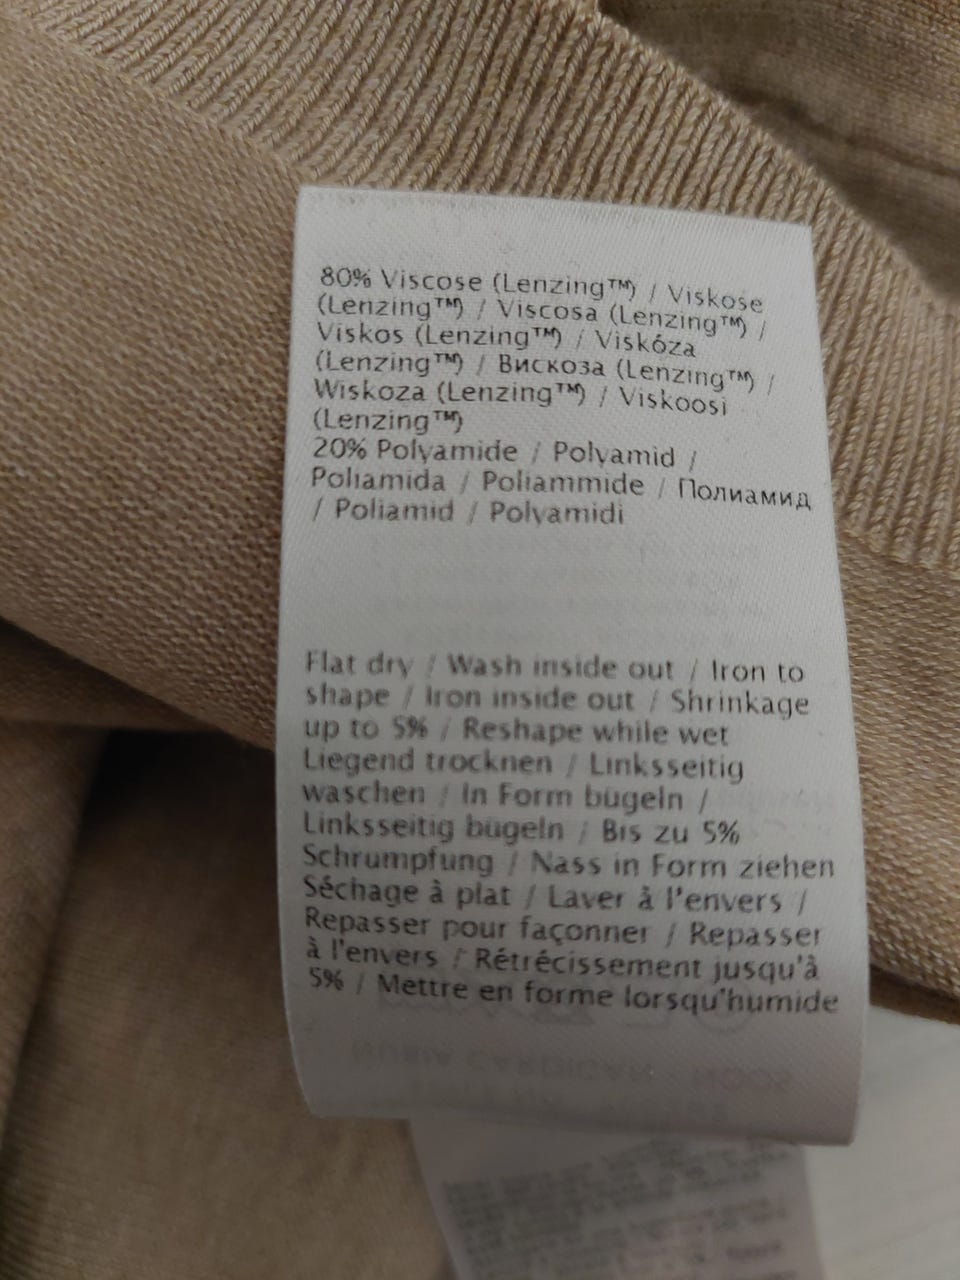 80% Viscose (Lenzing™) / Viskose
(Lenzing™) / Viscosa (Lenzing™) /
Viskos (Lenzing™) / Viskóza
(Lenzing™) / Вискоза (Lenzing™) /
Wiskoza (Lenzing™) / Viskoosi
(Lenzing™)
20% Polyamide / Polyamid /
Poliamida / Poliammide / Полиамид
/ Poliamid / Polyamidi
Flat dry / Wash inside out / Iron to
shape / Iron inside out / Shrinkage
up to 5% / Reshape while wet
Liegend trocknen / Linksseitig
waschen / In Form bügeln /
Linksseitig bügeln / Bis zu 5%
Schrumpfung / Nass in Form ziehen
Séchage à plat / Laver à l'envers /
Repasser pour façonner / Repasser
à l'envers / Rétrécissement jusqu'à
5% / Mettre en forme lorsqu'humide